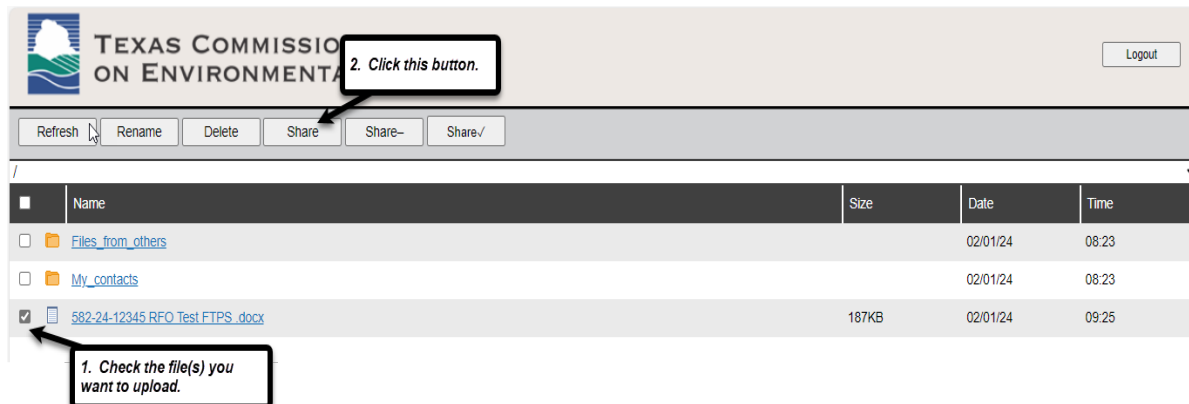 TEXAS COMMISSIO
ON ENVIRONMENTA
2. Click this button.
Logout
Refresh Rename Delete Share Share– Share✓
/
Name Size Date Time
Files_from_others 02/01/24 08:23
My_contacts 02/01/24 08:23
582-24-12345 RFO Test FTPS .docx 187KB 02/01/24 09:25
1. Check the file(s) you
want to upload.